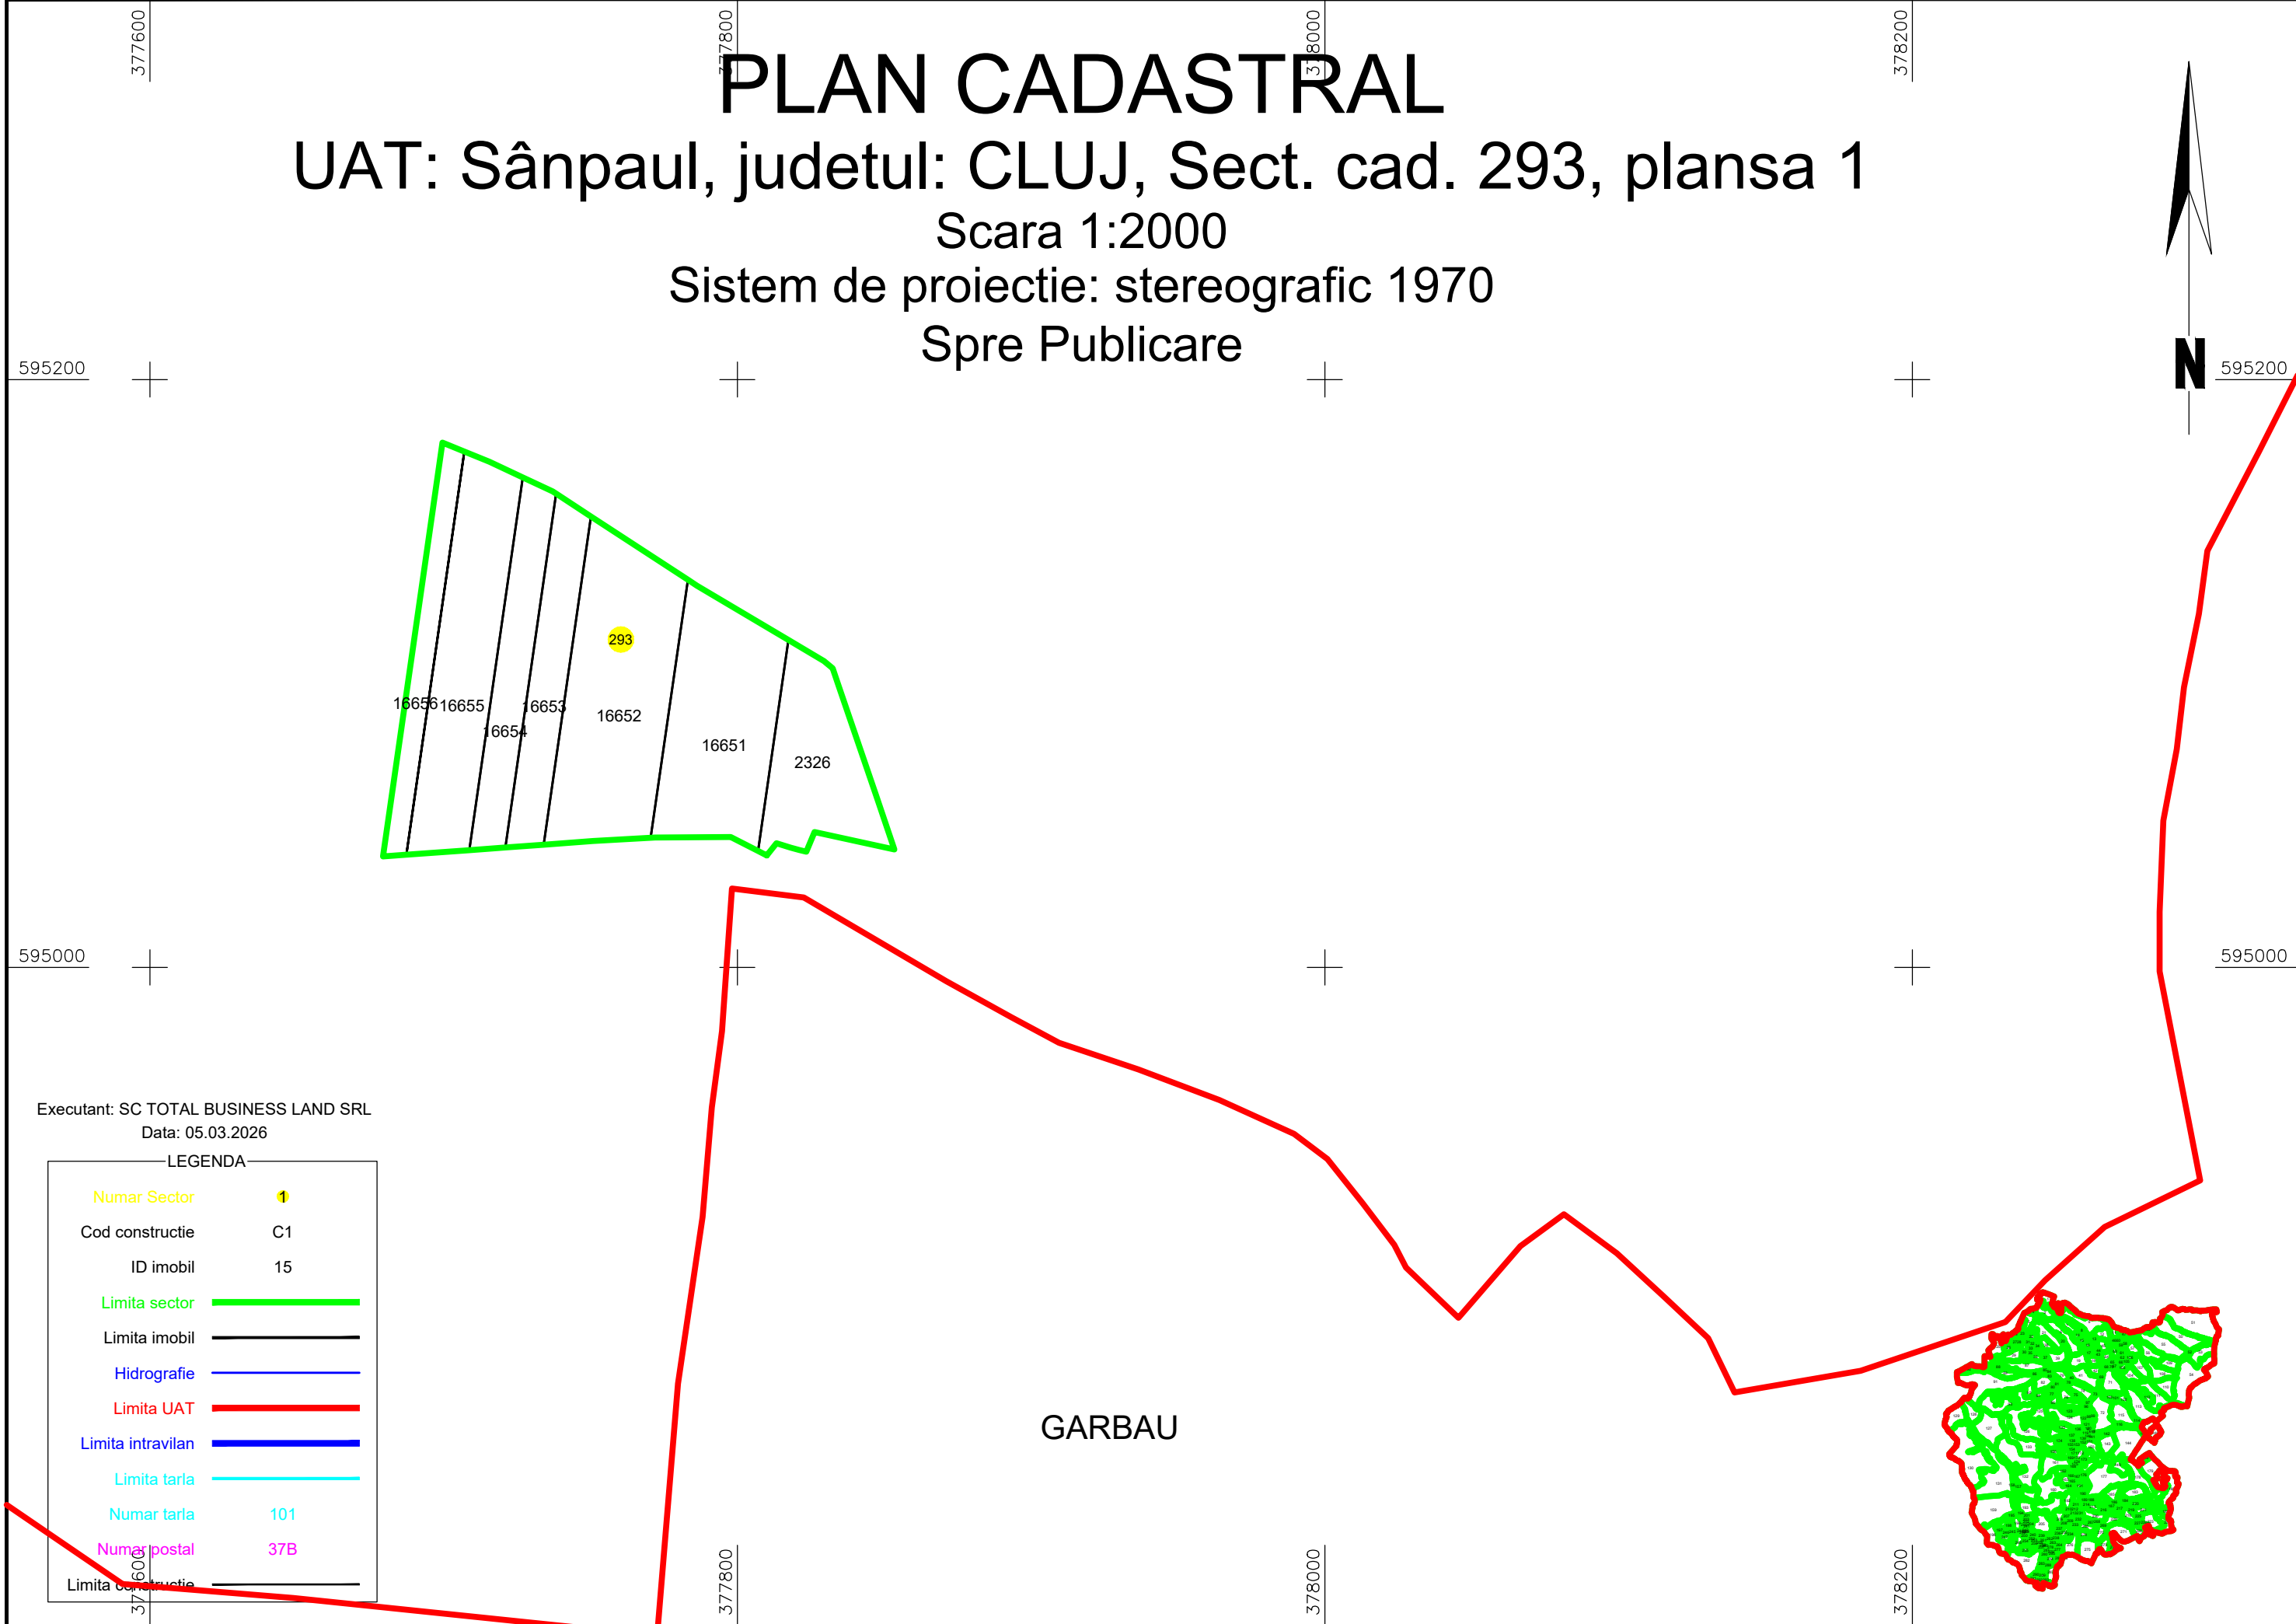 377600
377800
378000
378200
PLAN CADASTRAL
UAT: Sânpaul, judetul: CLUJ, Sect. cad. 293, plansa 1
Scara 1:2000
Sistem de proiectie: stereografic 1970
Spre Publicare
N
595200
595200
293
16656
16655
16654
16653
16652
16651
2326
595000
595000
Executant: SC TOTAL BUSINESS LAND SRL
Data: 05.03.2026
LEGENDA
Numar Sector 1
Cod constructie C1
ID imobil 15
Limita sector
Limita imobil
Hidrografie
Limita UAT
Limita intravilan
Limita tarla
Numar tarla 101
Numar postal 37B
Limita constructie
GARBAU
377600
377800
378000
378200